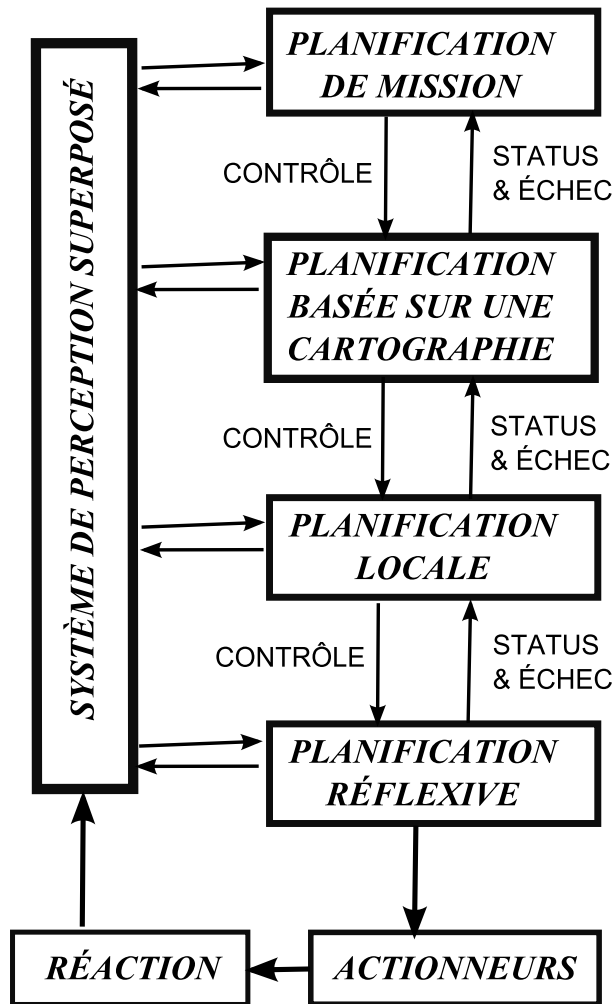 SYSTÈME DE PERCEPTION SUPERPOSÉ
PLANIFICATION
DE MISSION
CONTRÔLE
STATUS
& ÉCHEC
PLANIFICATION
BASÉE SUR UNE
CARTOGRAPHIE
CONTRÔLE
STATUS
& ÉCHEC
PLANIFICATION
LOCALE
CONTRÔLE
STATUS
& ÉCHEC
PLANIFICATION
RÉFLEXIVE
RÉACTION
ACTIONNEURS